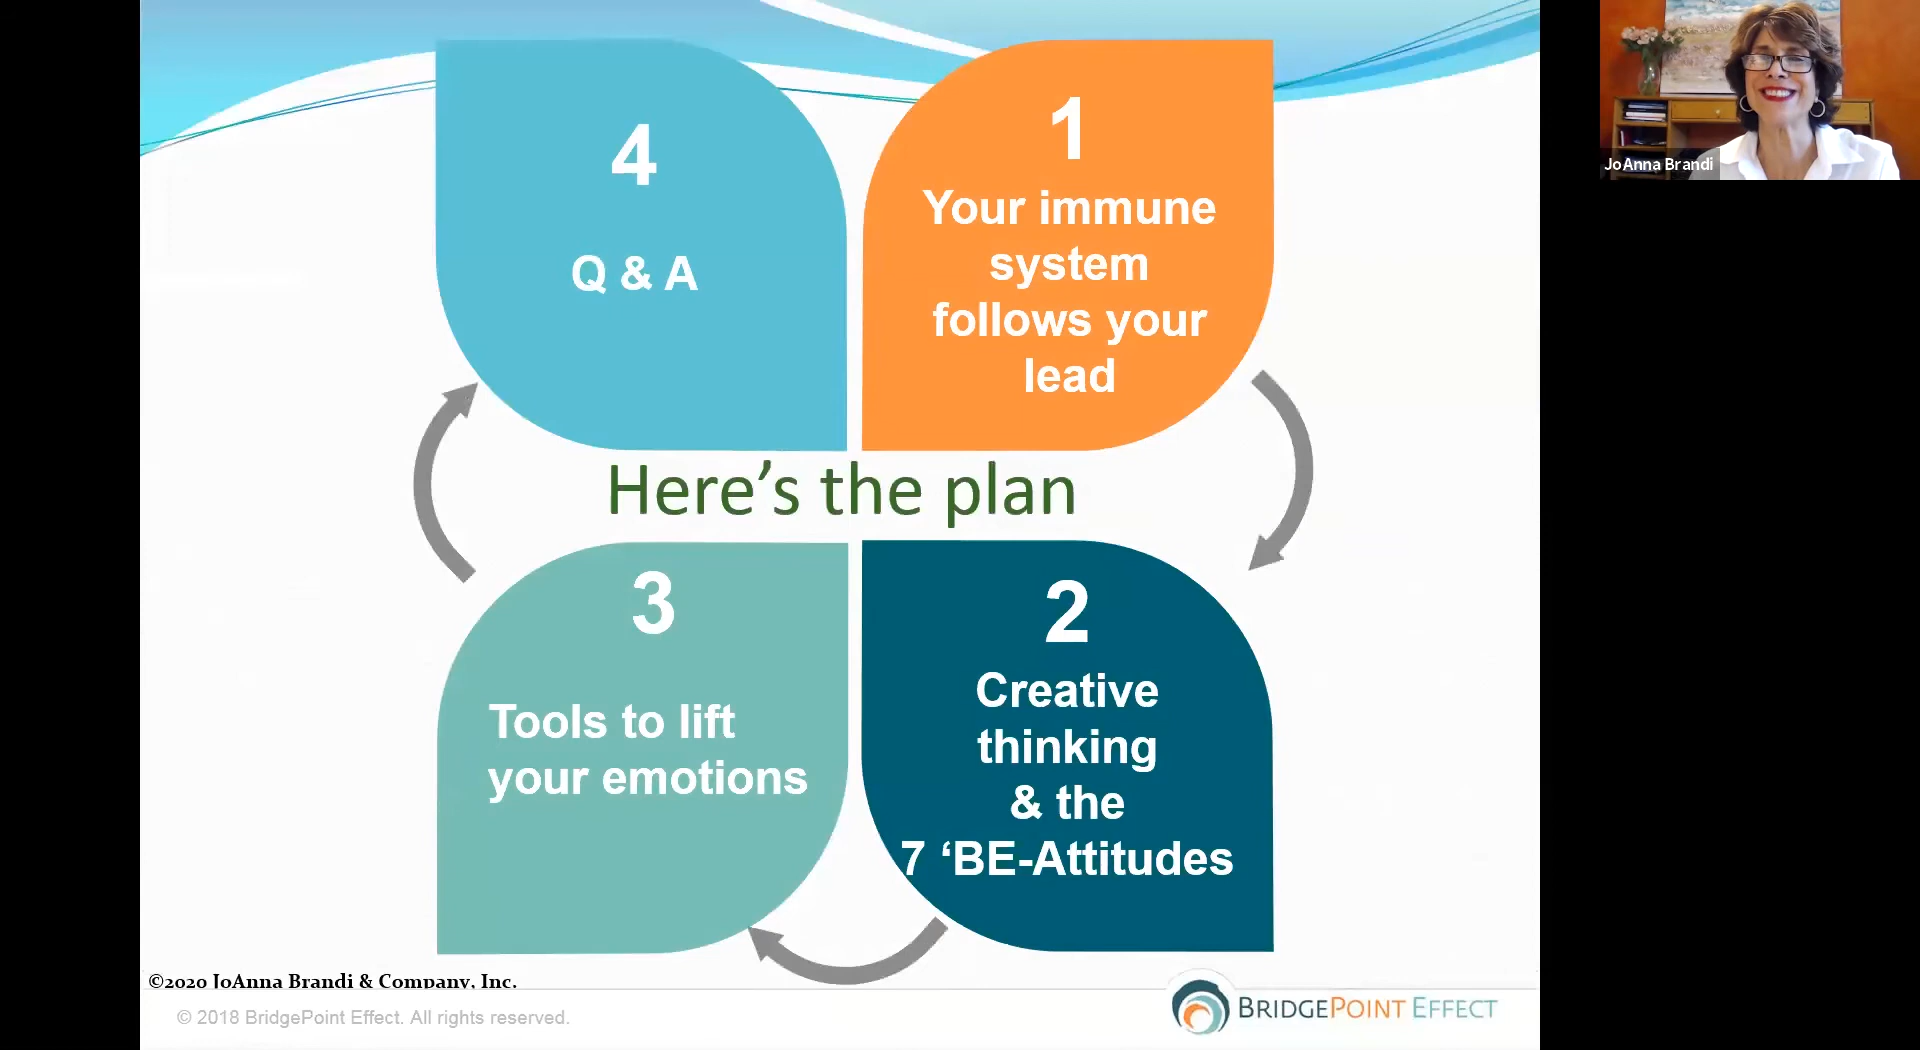 4
Q & A
1
Your immune
system
follows your
lead
Here’s the plan
3
Tools to lift
your emotions
2
Creative
thinking
& the
7 ‘BE-Attitudes
©2020 JoAnna Brandi & Company, Inc.
© 2018 BridgePoint Effect. All rights reserved.
BRIDGEPOINT EFFECT
JoAnna Brandi